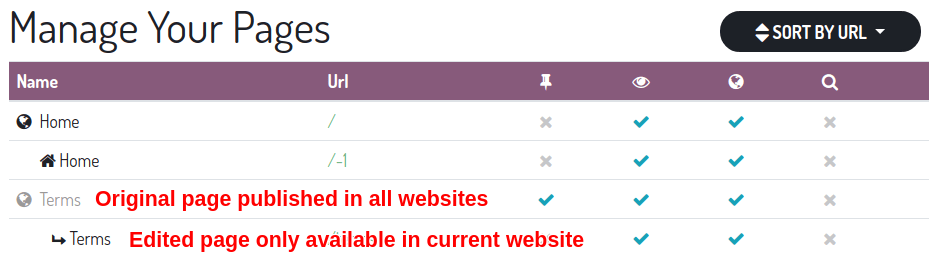 Manage Your Pages
SORT BY URL
Name Url
Home /
Home /-1
Terms Original page published in all websites
Terms Edited page only available in current website